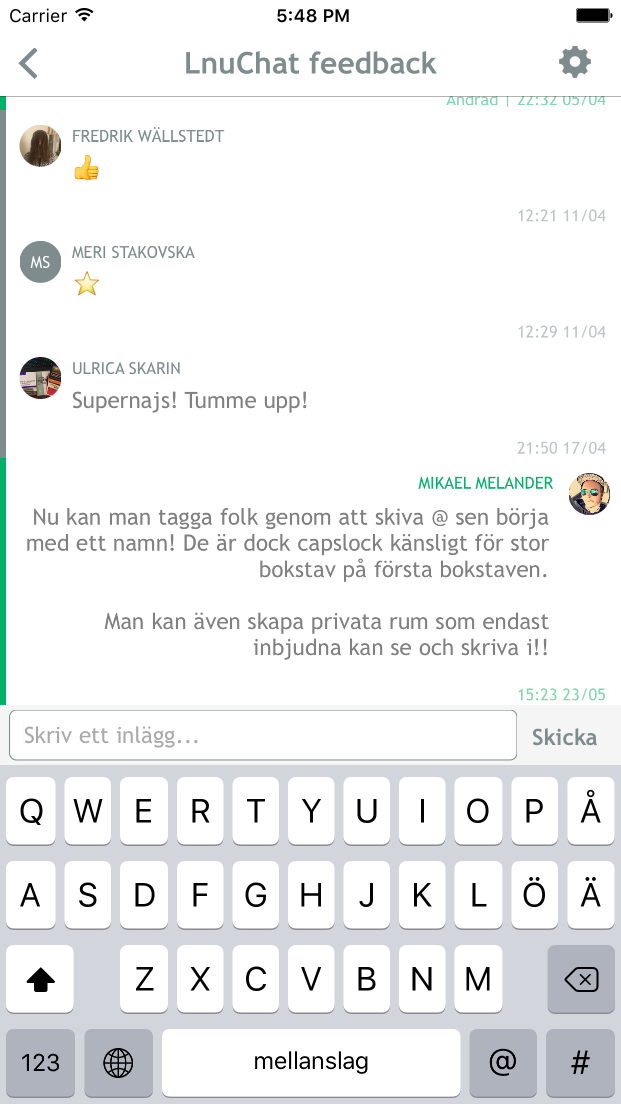 Carrier 5:48 PM
LnuChat feedback
Ändrad | 22:32 05/04
FREDRIK WÄLLSTEDT
12:21 11/04
MS
MERI STAKOVSKA
12:29 11/04
ULRICA SKARIN
Supernajs! Tumme upp!
21:50 17/04
MIKAEL MELANDER
Nu kan man tagga folk genom att skiva @ sen börja
med ett namn! De är dock capslock känsligt för stor
bokstav på första bokstaven.
Man kan även skapa privata rum som endast
inbjudna kan se och skriva i!!
15:23 23/05
Skriv ett inlägg...
Skicka
Q W E R T Y U I O P Å
A S D F G H J K L Ö Ä
Z X C V B N M
123 mellanslag @ #